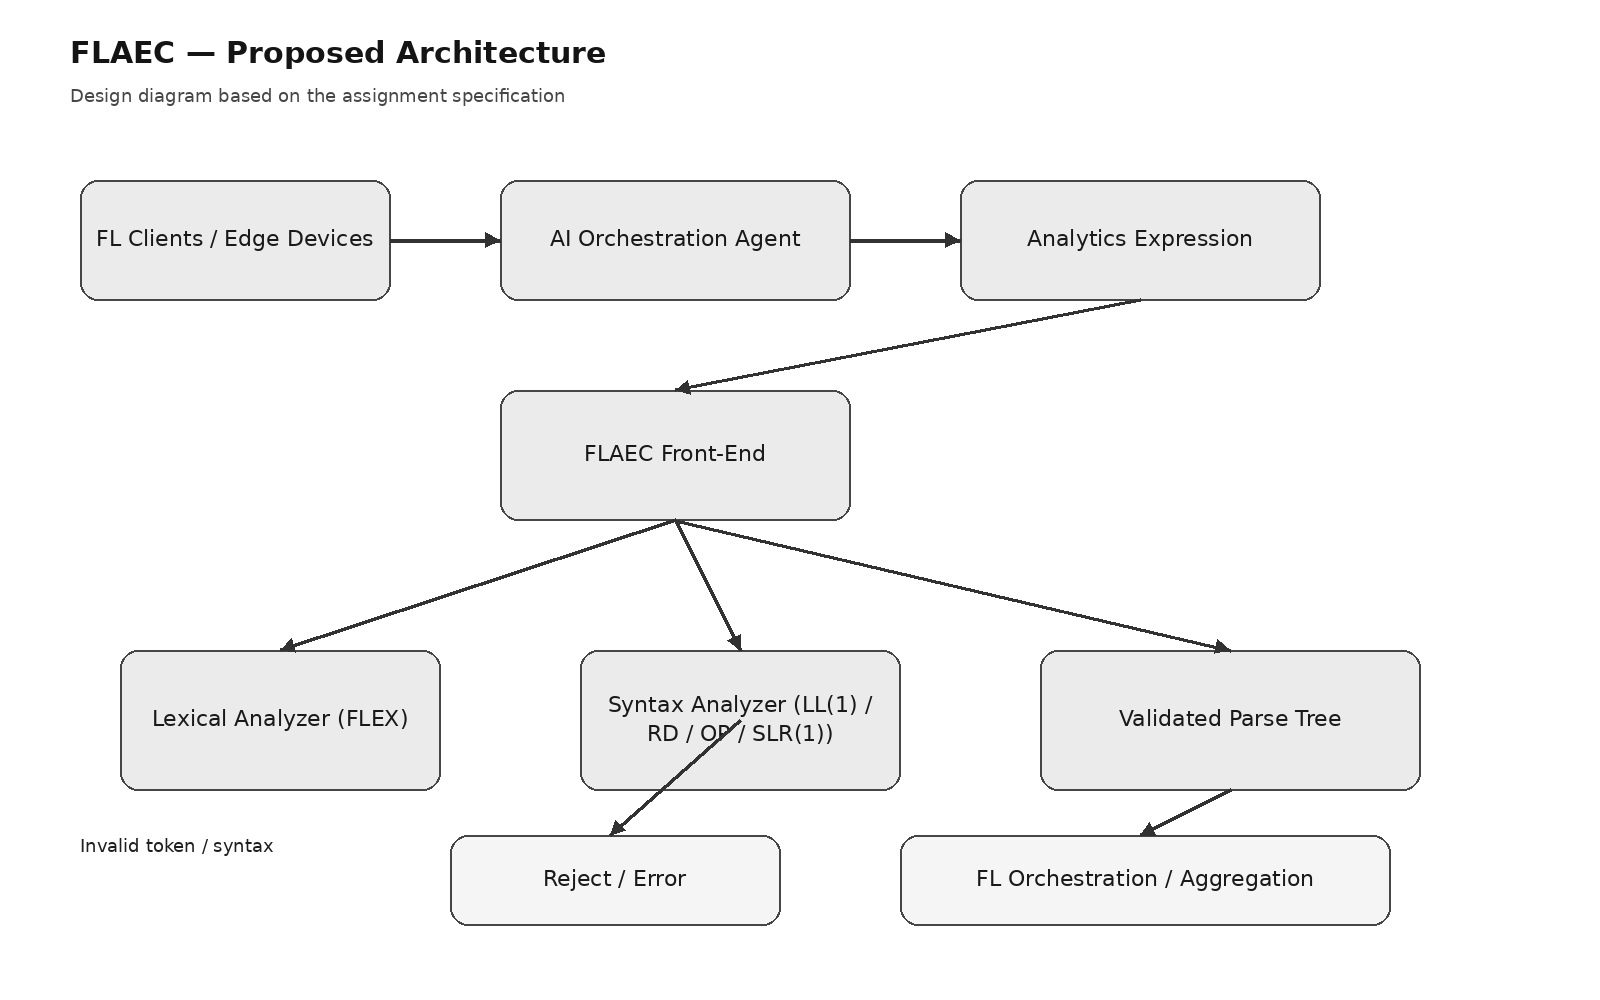 FLAEC — Proposed Architecture
Design diagram based on the assignment specification
FL Clients / Edge Devices
AI Orchestration Agent
Analytics Expression
FLAEC Front-End
Lexical Analyzer (FLEX)
Syntax Analyzer (LL(1) /
RD / OP / SLR(1))
Validated Parse Tree
Invalid token / syntax
Reject / Error
FL Orchestration / Aggregation